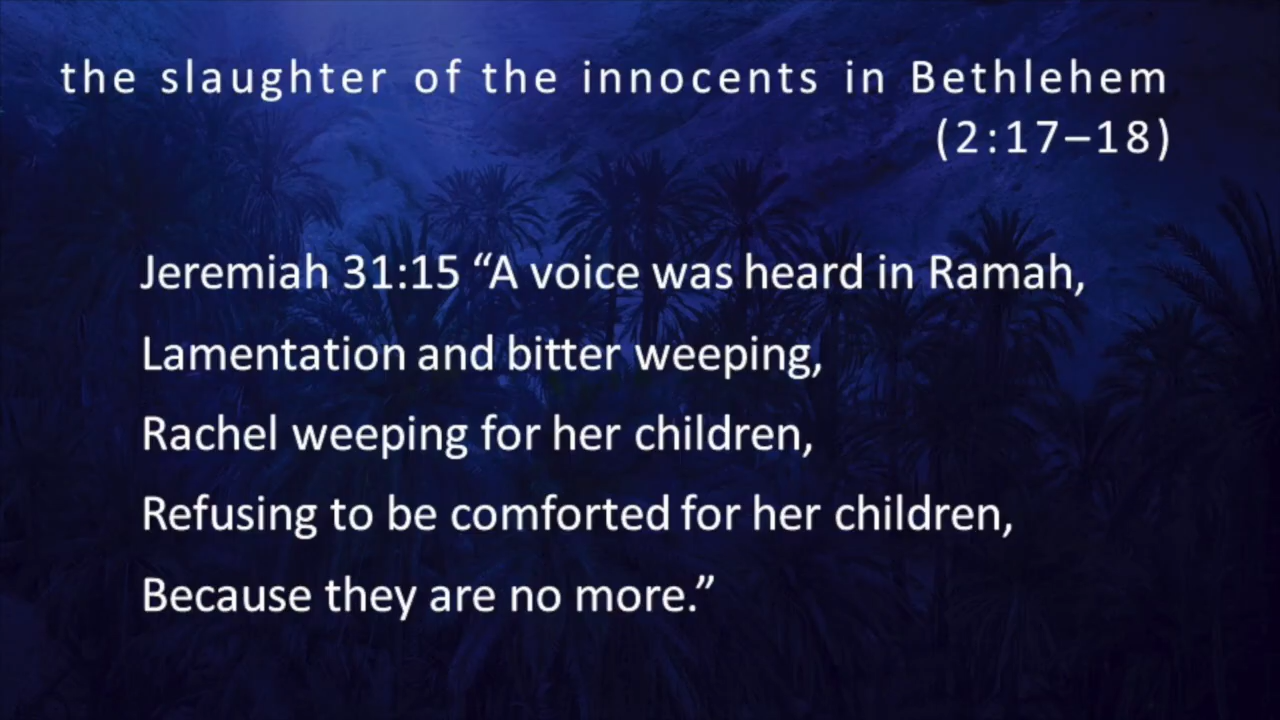 the slaughter of the innocents in Bethlehem
(2:17–18)
Jeremiah 31:15 “A voice was heard in Ramah,
Lamentation and bitter weeping,
Rachel weeping for her children,
Refusing to be comforted for her children,
Because they are no more.”